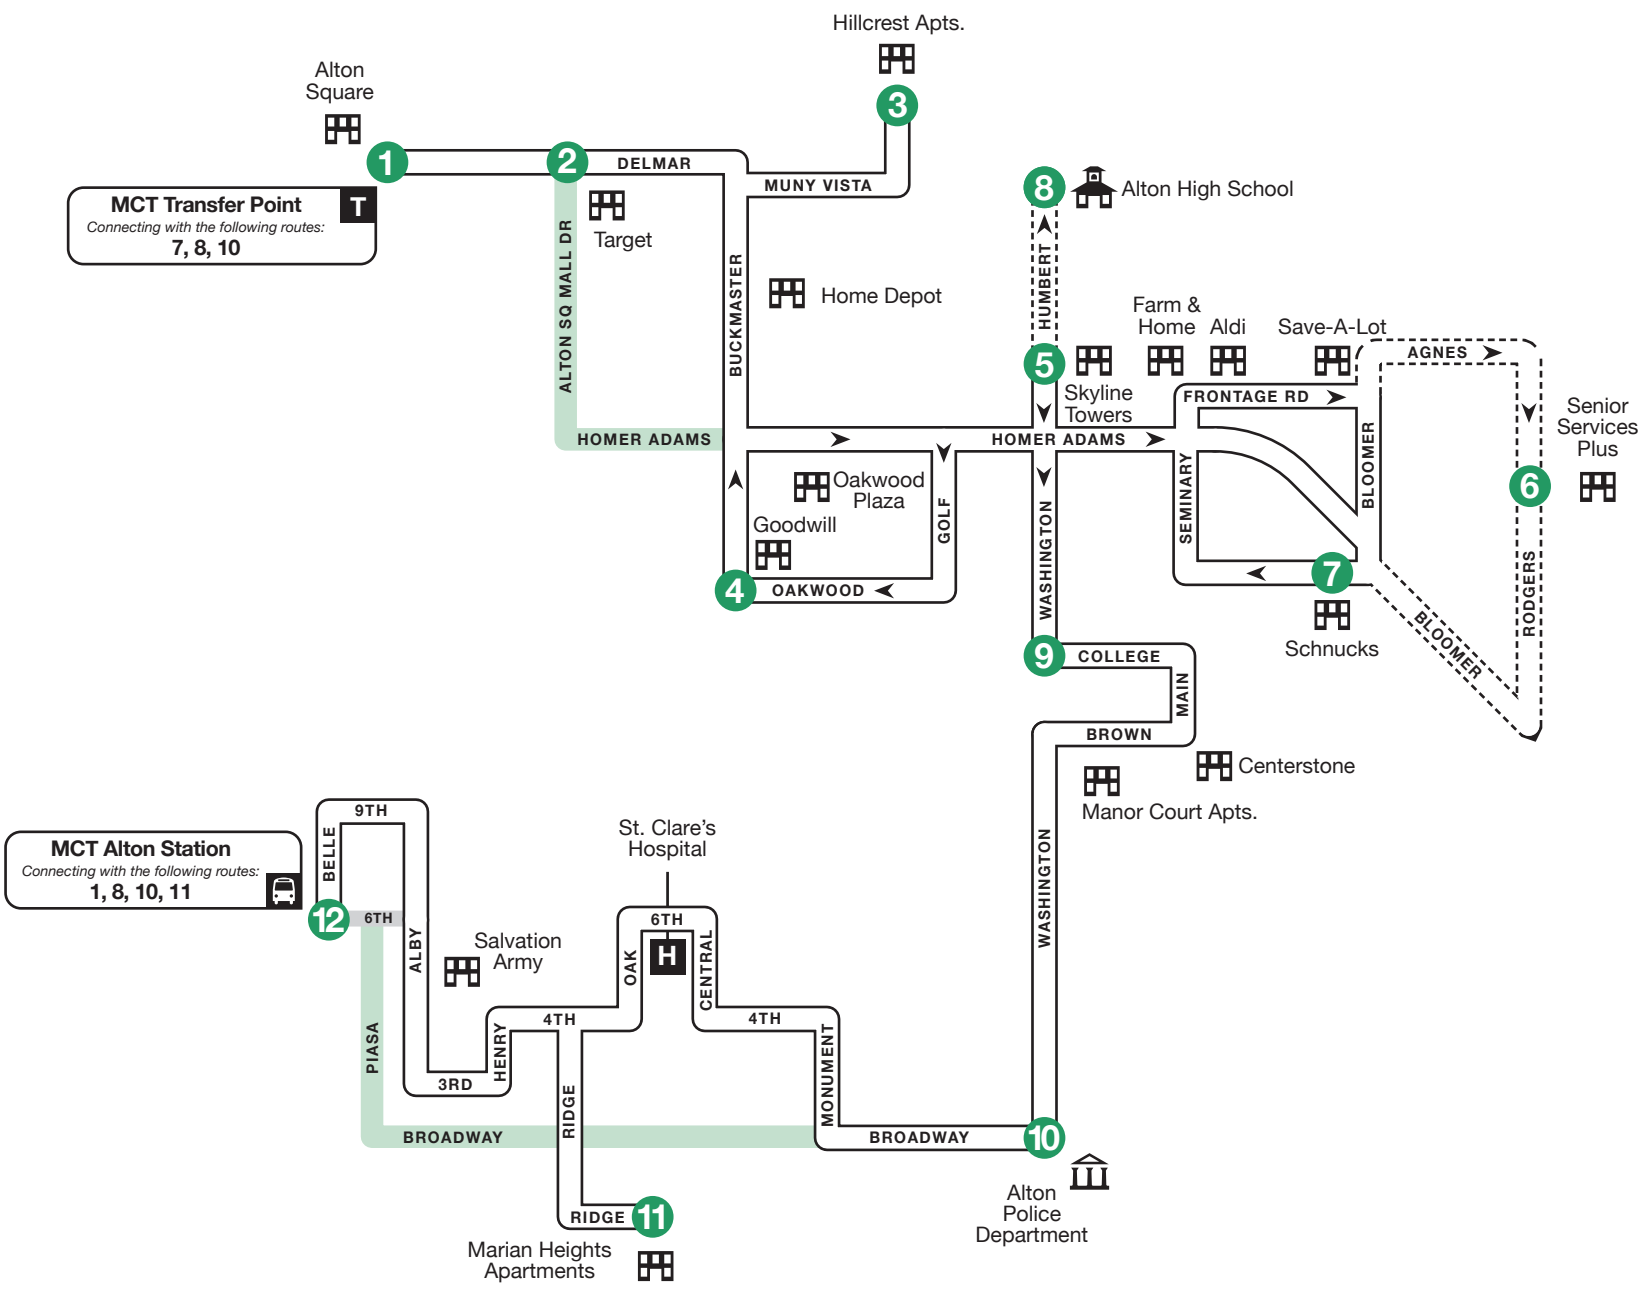 Hillcrest Apts.
3
Alton
Square
1
2
DELMAR
MUNY VISTA
MCT Transfer Point
T
Connecting with the following routes:
7, 8, 10
Target
8
Alton High School
ALTON SQ MALL DR
BUCKMASTER
Home Depot
HUMBERT
Farm &
Home
Aldi
Save-A-Lot
AGNES
5
Skyline
Towers
FRONTAGE RD
Senior
Services
Plus
HOMER ADAMS
HOMER ADAMS
BLOOMER
6
Oakwood
Plaza
Goodwill
GOLF
WASHINGTON
SEMINARY
4
OAKWOOD
7
Schnucks
BLOOMER
RODGERS
9
COLLEGE
MAIN
BROWN
Centerstone
Manor Court Apts.
9TH
BELLE
MCT Alton Station
Connecting with the following routes:
1, 8, 10, 11
St. Clare's
Hospital
WASHINGTON
12
6TH
ALBY
Salvation
Army
6TH
H
OAK
CENTRAL
PIASA
HENRY
4TH
4TH
MONUMENT
3RD
RIDGE
BROADWAY
BROADWAY
10
Alton
Police
Department
RIDGE
11
Marian Heights
Apartments